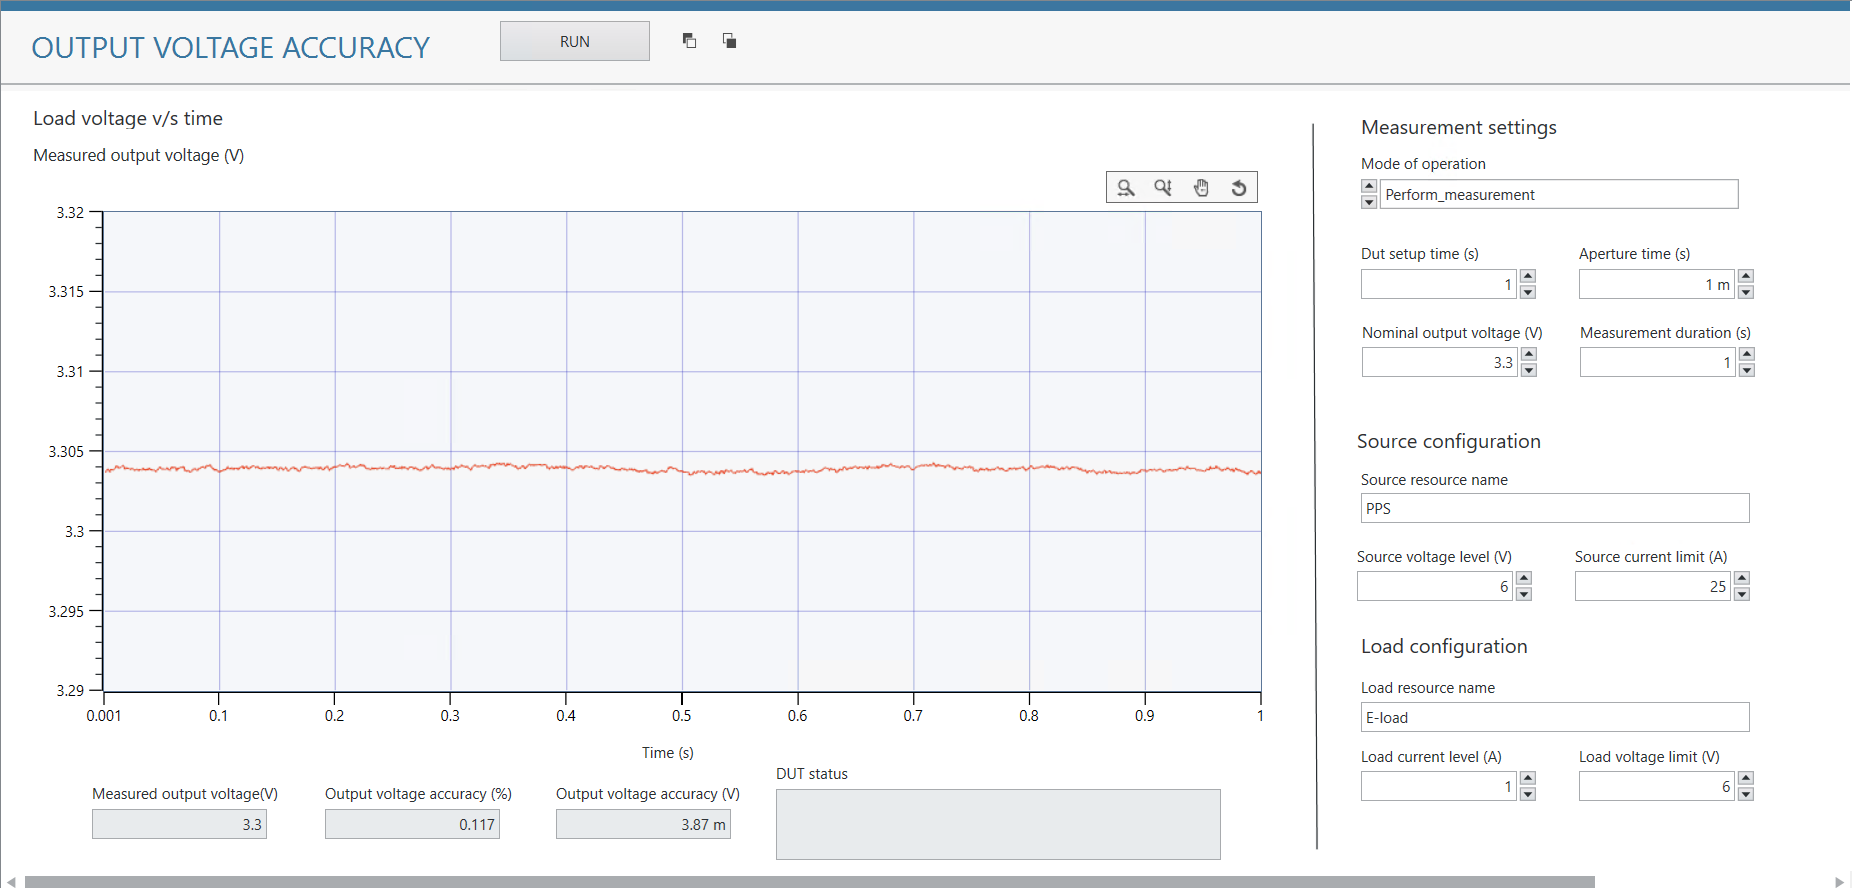 OUTPUT VOLTAGE ACCURACY
RUN
Load voltage v/s time
Measured output voltage (V)
3.32
3.315
3.31
3.305
3.3
3.295
3.29
0.001 0.1 0.2 0.3 0.4 0.5 0.6 0.7 0.8 0.9 1
Time (s)
Measured output voltage(V) Output voltage accuracy (%) Output voltage accuracy (V) DUT status
3.3 0.117 3.87 m
Measurement settings
Mode of operation
Perform_measurement
Dut setup time (s) Aperture time (s)
1 1 m
Nominal output voltage (V) Measurement duration (s)
3.3 1
Source configuration
Source resource name
PPS
Source voltage level (V) Source current limit (A)
6 25
Load configuration
Load resource name
E-load
Load current level (A) Load voltage limit (V)
1 6